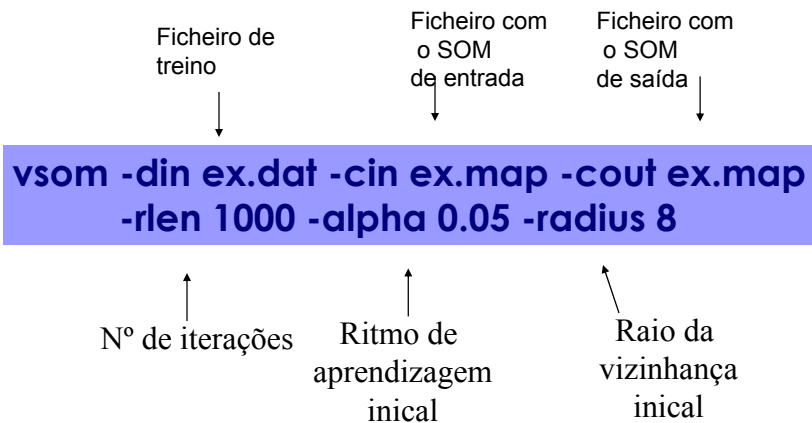 Ficheiro de
treino
Ficheiro com
o SOM
de entrada
Ficheiro com
o SOM
de saída
vsom -din ex.dat -cin ex.map -cout ex.map
-rlen 1000 -alpha 0.05 -radius 8
Nº de iterações
Ritmo de
aprendizagem
inical
Raio da
vizinhança
inical